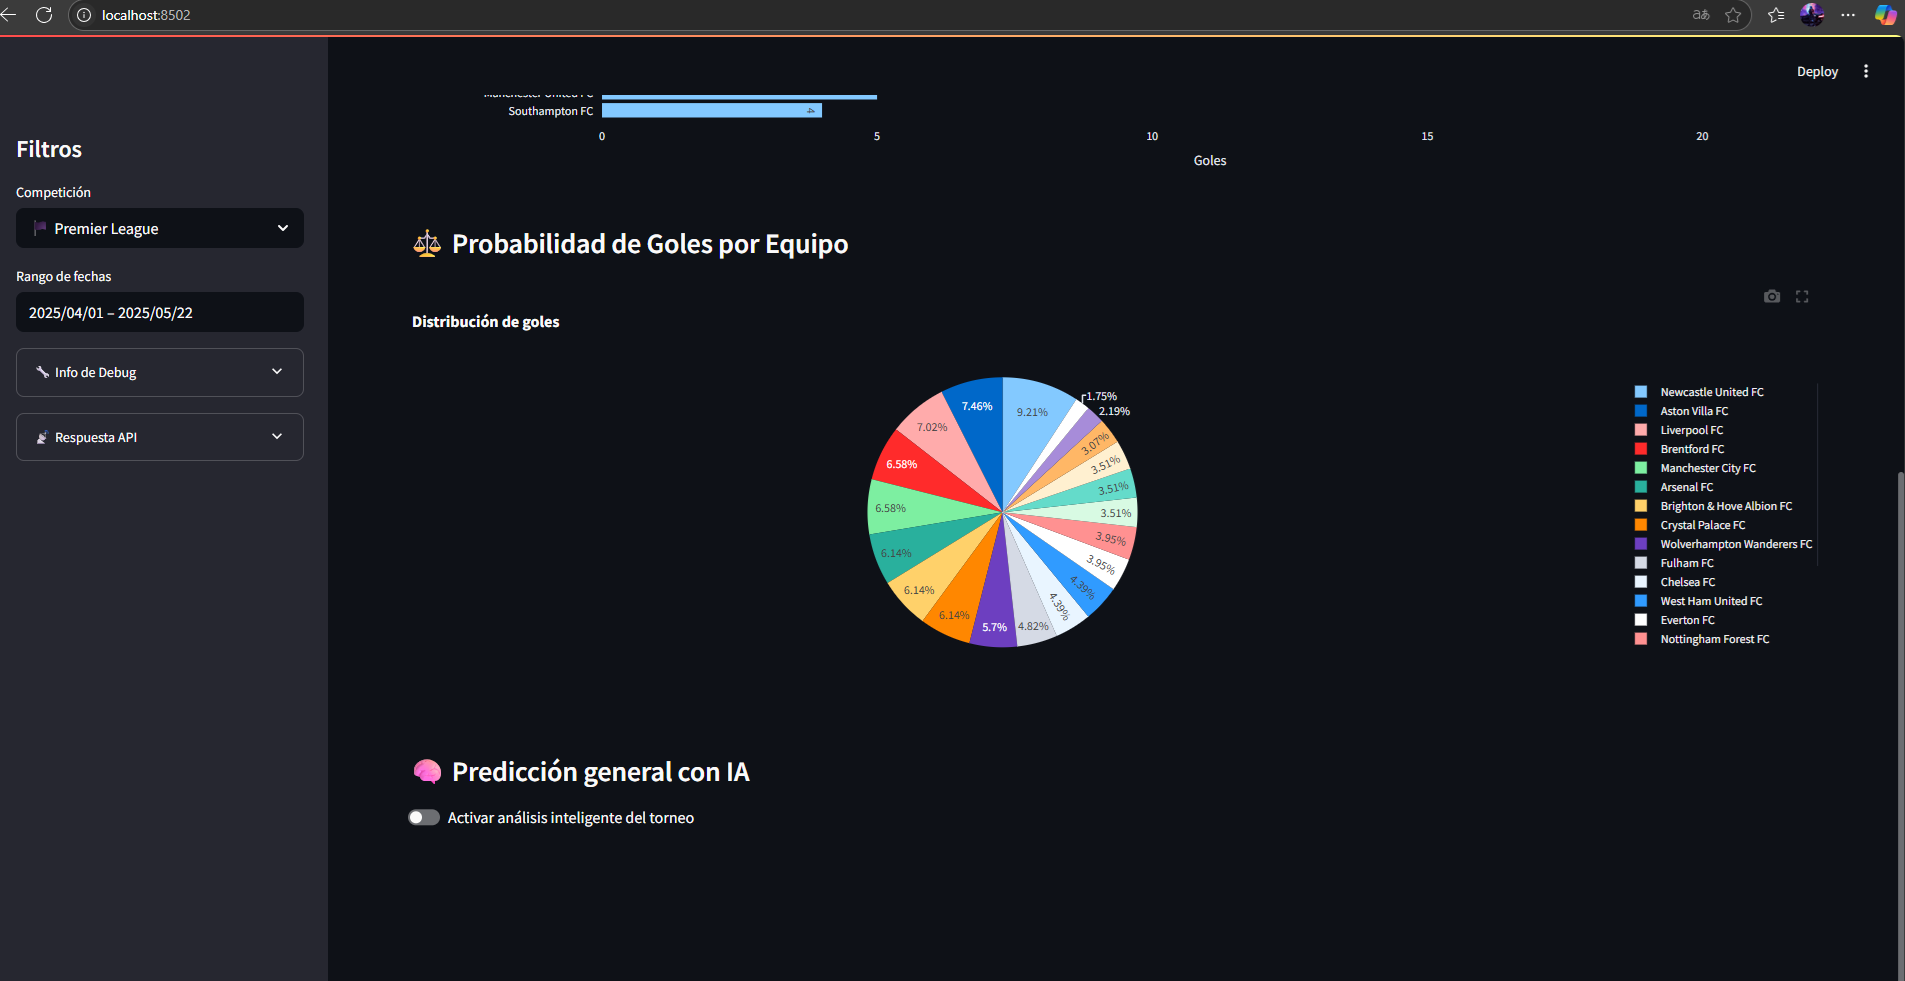 localhost:8502
Deploy
Filtros
Competición
Premier League
Rango de fechas
2025/04/01 – 2025/05/22
Info de Debug
Respuesta API
Manchester United FC
Southampton FC
4
0 5 10 15 20
Goles
Probabilidad de Goles por Equipo
Distribución de goles
7.46%
9.21%
1.75%
2.19%
3.07%
3.51%
3.51%
3.51%
3.95%
3.95%
4.39%
4.39%
4.82%
5.7%
6.14%
6.14%
6.14%
6.58%
6.58%
7.02%
Newcastle United FC
Aston Villa FC
Liverpool FC
Brentford FC
Manchester City FC
Arsenal FC
Brighton & Hove Albion FC
Crystal Palace FC
Wolverhampton Wanderers FC
Fulham FC
Chelsea FC
West Ham United FC
Everton FC
Nottingham Forest FC
Predicción general con IA
Activar análisis inteligente del torneo